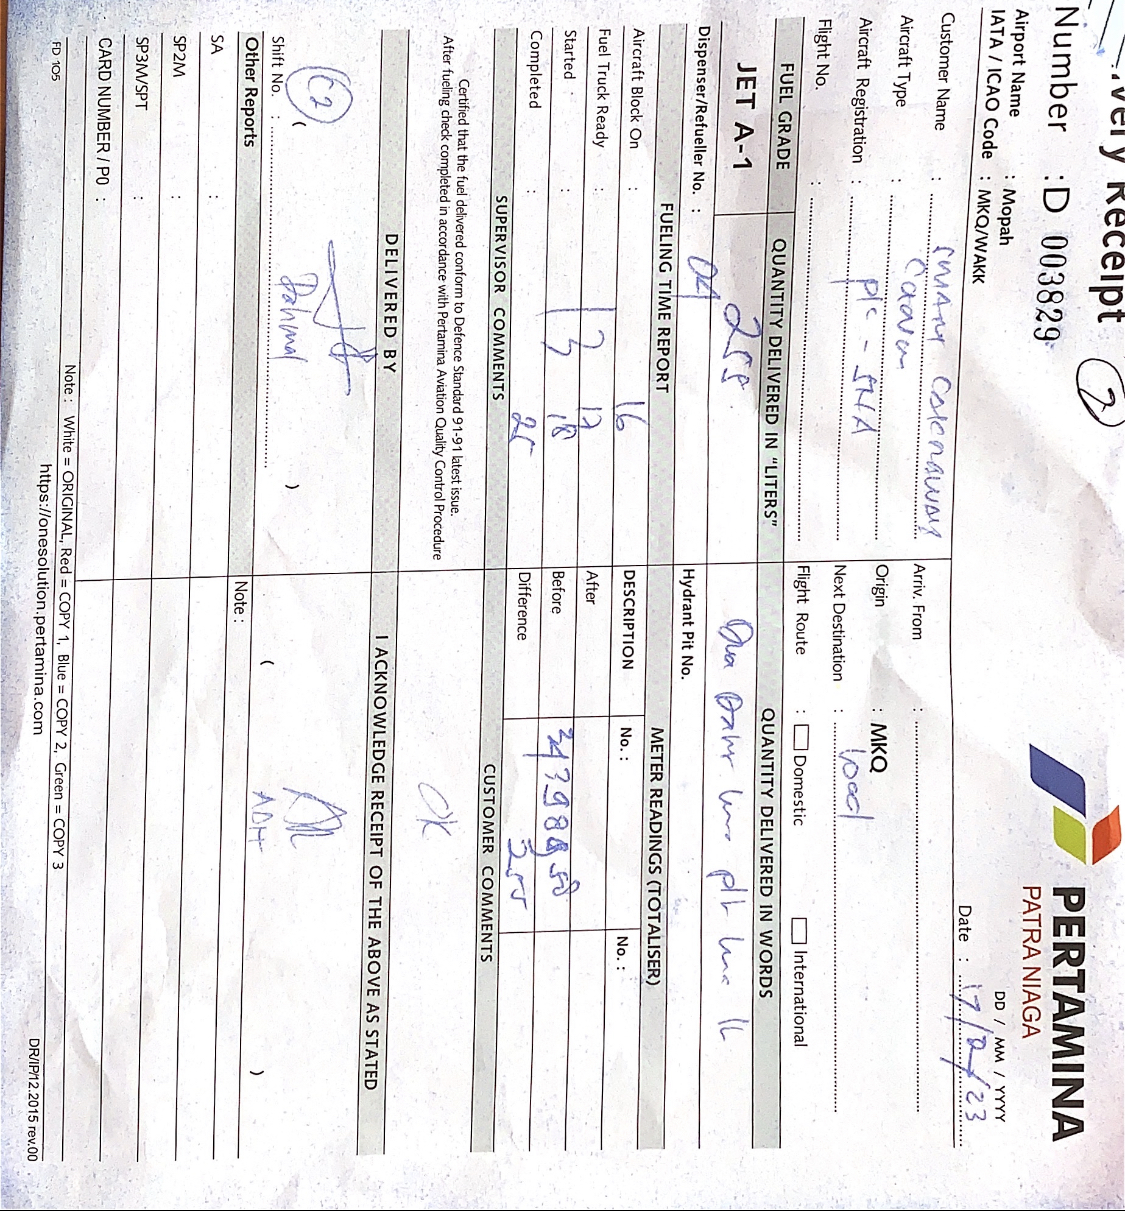 very Receipt
2
Number : D 003829
PERTAMINA
PATRA NIAGA
Airport Name : Mopah
IATA / ICAO Code : MKQ/WAKK
DD / MM / YYYY
Date :
Customer Name :
Arriv. From :
Aircraft Type :
Origin : MKQ
Aircraft Registration : PK - SNA
Next Destination :
Flight No. :
Flight Route : Domestic International
FUEL GRADE
QUANTITY DELIVERED IN "LITERS"
QUANTITY DELIVERED IN WORDS
JET A-1
255
Dispenser/Refueller No. : 04
Hydrant Pit No.
FUELING TIME REPORT
METER READINGS (TOTALISER)
Aircraft Block On : 16
DESCRIPTION No. : No. :
Fuel Truck Ready : 17
After
Started : 13 18
Before
Completed : 25
Difference 255
SUPERVISOR COMMENTS
CUSTOMER COMMENTS
Certified that the fuel delivered conform to Defence Standard 91-91 latest issue.
After fueling check completed in accordance with Pertamina Aviation Quality Control Procedure
OK
DELIVERED BY
I ACKNOWLEDGE RECEIPT OF THE ABOVE AS STATED
C2
Dahmal
Shift No. : ( )
( )
Other Reports
Note :
SA :
SP2M :
SP3M/SPT :
CARD NUMBER / PO :
Note : White = ORIGINAL, Red = COPY 1, Blue = COPY 2, Green = COPY 3
FD 105
https://onesolution.pertamina.com
DR/IP/12.2015 rev.00